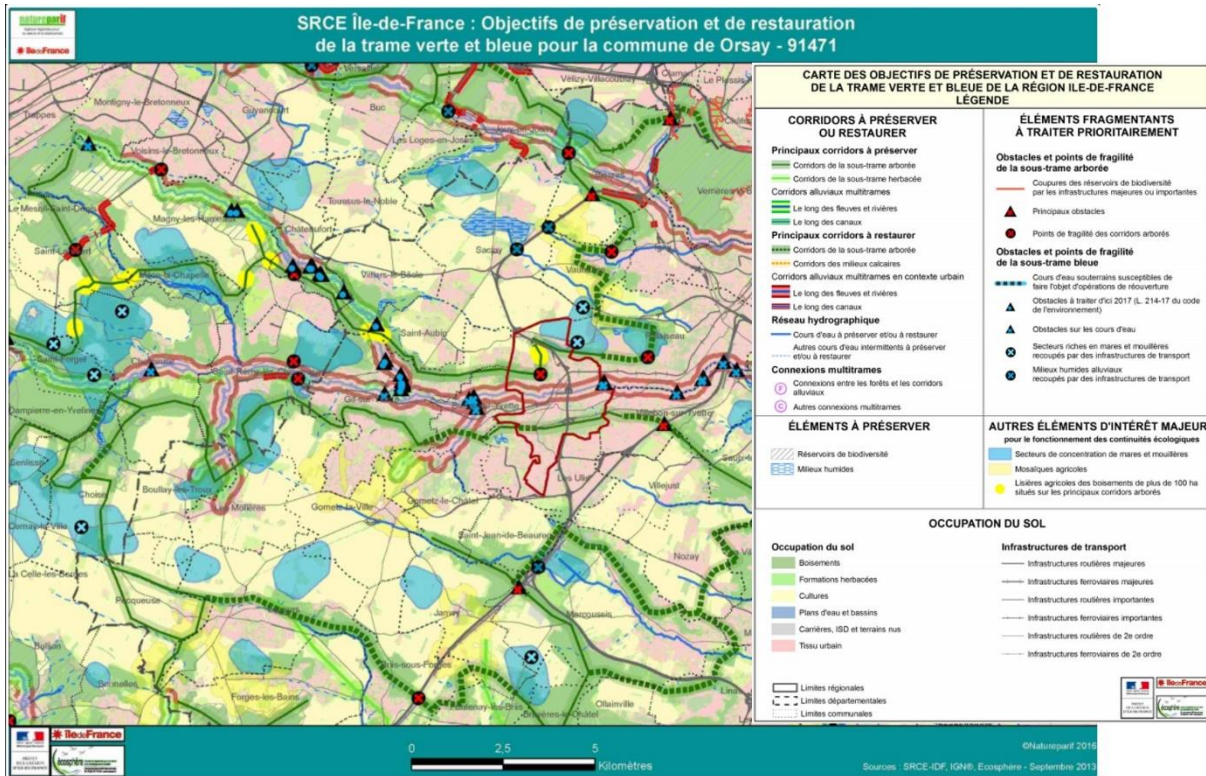 natureparif
île de France
SRCE Île-de-France : Objectifs de préservation et de restauration
de la trame verte et bleue pour la commune de Orsay - 91471
Montigny-le-Bretonneux
Trappes
Guyancourt
Buc
Vélizy-Villacoublay
Voisins-le-Bretonneux
Les Loges-en-Josas
Magny-les-Hameaux
Toussus-le-Noble
Châteaufort
Saclay
Villiers-le-Bâcle
Saint-Aubin
Dampierre-en-Yvelines
Choisel
Boullay-les-Troux
Les Molières
Gometz-la-Ville
Gometz-le-Châtel
Les Ulis
Villejust
Saint-Jean-de-Beauregard
Nozay
La Celle-les-Bordes
Pecqueuse
Janvry
Marcoussis
Forges-les-Bains
Ollainville
CARTE DES OBJECTIFS DE PRÉSERVATION ET DE RESTAURATION
DE LA TRAME VERTE ET BLEUE DE LA RÉGION ILE-DE-FRANCE
LÉGENDE
CORRIDORS À PRÉSERVER
OU RESTAURER
Principaux corridors à préserver
Corridors de la sous-trame arborée
Corridors de la sous-trame herbacée
Corridors alluviaux multitrames
Le long des fleuves et rivières
Le long des canaux
Principaux corridors à restaurer
Corridors de la sous-trame arborée
Corridors des milieux calcaires
Corridors alluviaux multitrames en contexte urbain
Le long des fleuves et rivières
Le long des canaux
Réseau hydrographique
Cours d'eau à préserver et/ou à restaurer
Autres cours d'eau intermittents à préserver
et/ou à restaurer
Connexions multitrames
F Connexions entre les forêts et les corridors
alluviaux
C Autres connexions multitrames
ÉLÉMENTS FRAGMENTANTS
À TRAITER PRIORITAIREMENT
Obstacles et points de fragilité
de la sous-trame arborée
Coupures des réservoirs de biodiversité
par les infrastructures majeures ou importantes
Principaux obstacles
Points de fragilité des corridors arborés
Obstacles et points de fragilité
de la sous-trame bleue
Cours d'eau souterrains susceptibles de
faire l'objet d'opérations de réouverture
Obstacles à traiter d'ici 2017 (L. 214-17 du code
de l'environnement)
Obstacles sur les cours d'eau
Secteurs riches en mares et mouillères
recoupés par des infrastructures de transport
Milieux humides alluviaux
recoupés par des infrastructures de transport
ÉLÉMENTS À PRÉSERVER
Réservoirs de biodiversité
Milieux humides
AUTRES ÉLÉMENTS D'INTÉRÊT MAJEUR
pour le fonctionnement des continuités écologiques
Secteurs de concentration de mares et mouillères
Mosaïques agricoles
Lisières agricoles des boisements de plus de 100 ha
situés sur les principaux corridors arborés
OCCUPATION DU SOL
Occupation du sol
Boisements
Formations herbacées
Cultures
Plans d'eau et bassins
Carrières, ISD et terrains nus
Tissu urbain
Infrastructures de transport
Infrastructures routières majeures
Infrastructures ferroviaires majeures
Infrastructures routières importantes
Infrastructures ferroviaires importantes
Infrastructures routières de 2e ordre
Infrastructures ferroviaires de 2e ordre
Limites régionales
Limites départementales
Limites communales
île de France
écosphère
île de France
écosphère
0 2,5 5
Kilomètres
©Natureparif 2016
Sources : SRCE-IDF, IGN®, Ecosphère - Septembre 2013